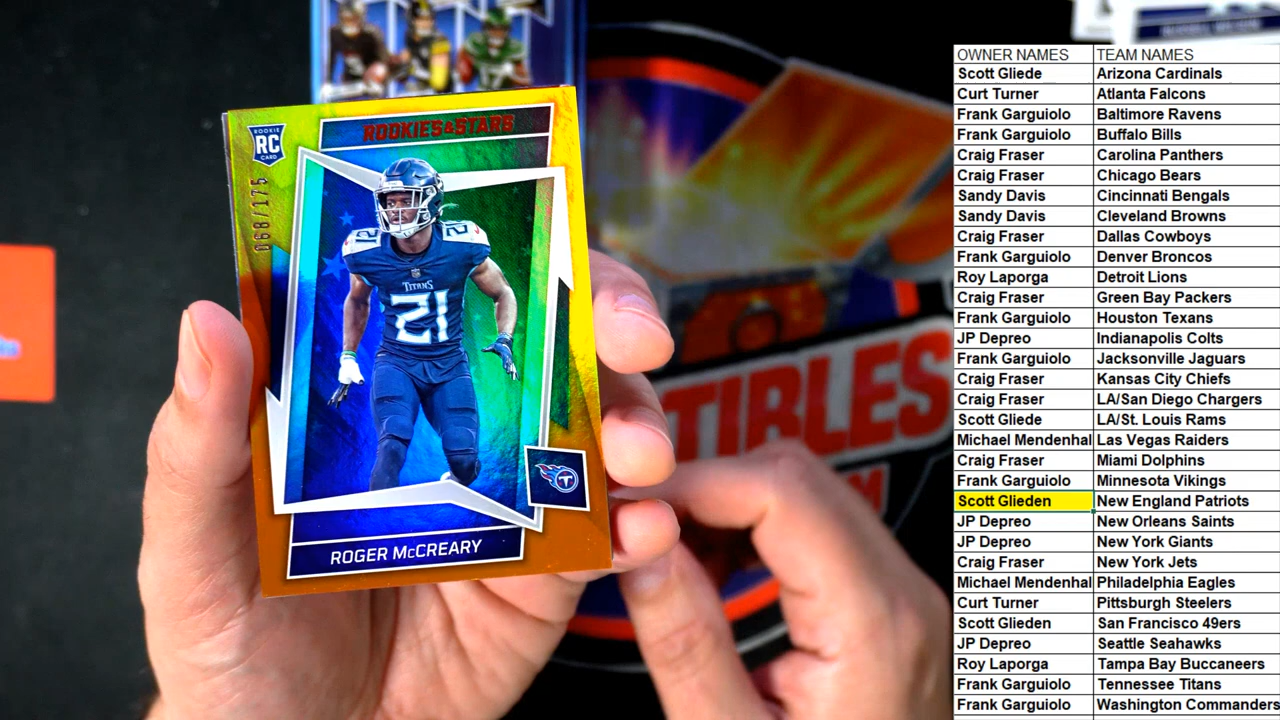 ROOKIES&STARS
ROOKIE
RC
CARD
068/175
21
21
TITANS
21
T
ROGER McCREARY
TIBLES
OWNER NAMES TEAM NAMES
Scott Gliede Arizona Cardinals
Curt Turner Atlanta Falcons
Frank Garguiolo Baltimore Ravens
Frank Garguiolo Buffalo Bills
Craig Fraser Carolina Panthers
Craig Fraser Chicago Bears
Sandy Davis Cincinnati Bengals
Sandy Davis Cleveland Browns
Craig Fraser Dallas Cowboys
Frank Garguiolo Denver Broncos
Roy Laporga Detroit Lions
Craig Fraser Green Bay Packers
Frank Garguiolo Houston Texans
JP Depreo Indianapolis Colts
Frank Garguiolo Jacksonville Jaguars
Craig Fraser Kansas City Chiefs
Craig Fraser LA/San Diego Chargers
Scott Gliede LA/St. Louis Rams
Michael Mendenhal Las Vegas Raiders
Craig Fraser Miami Dolphins
Frank Garguiolo Minnesota Vikings
Scott Glieden New England Patriots
JP Depreo New Orleans Saints
JP Depreo New York Giants
Craig Fraser New York Jets
Michael Mendenhal Philadelphia Eagles
Curt Turner Pittsburgh Steelers
Scott Glieden San Francisco 49ers
JP Depreo Seattle Seahawks
Roy Laporga Tampa Bay Buccaneers
Frank Garguiolo Tennessee Titans
Frank Garguiolo Washington Commanders